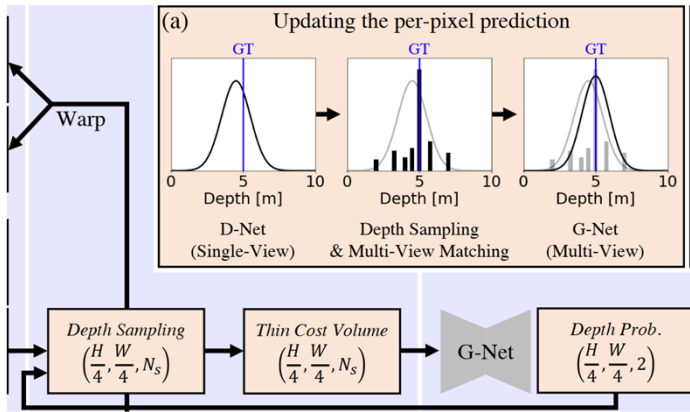 (a) Updating the per-pixel prediction
GT GT GT
Warp
0 5 10 0 5 10 0 5 10
Depth [m] Depth [m] Depth [m]
D-Net Depth Sampling G-Net
(Single-View) & Multi-View Matching (Multi-View)
Depth Sampling Thin Cost Volume Depth Prob.
(H/4, W/4, N_s) (H/4, W/4, N_s) G-Net (H/4, W/4, 2)